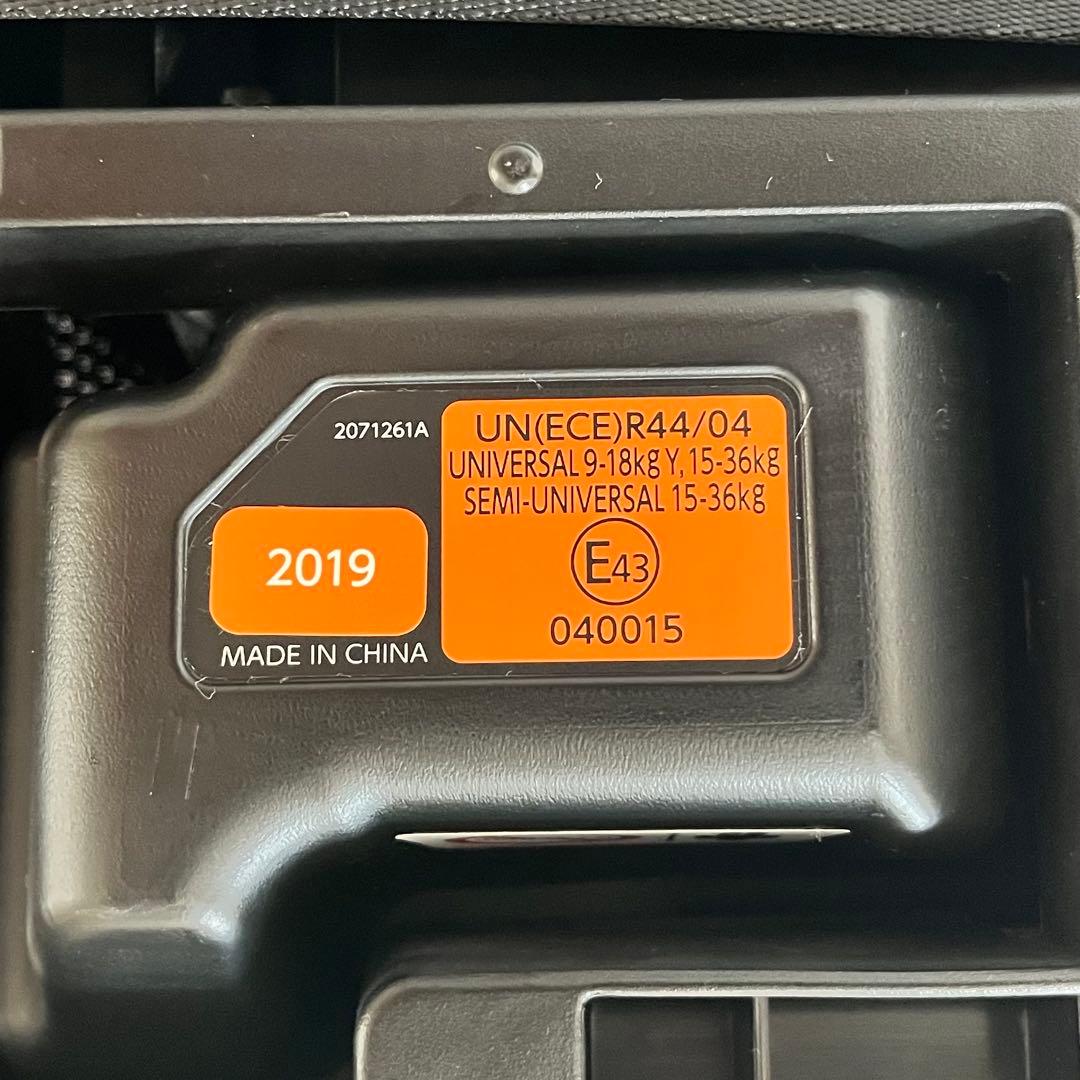 2071261A
2019
MADE IN CHINA
UN(ECE)R44/04
UNIVERSAL 9-18kg Y, 15-36kg
SEMI-UNIVERSAL 15-36kg
E43
040015